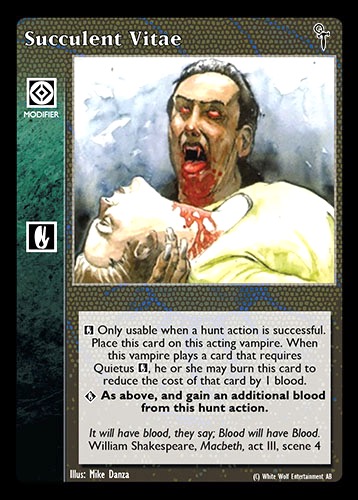 Succulent Vitae
MODIFIER
Only usable when a hunt action is successful.
Place this card on this acting vampire. When
this vampire plays a card that requires
Quietus , he or she may burn this card to
reduce the cost of that card by 1 blood.
As above, and gain an additional blood
from this hunt action.
It will have blood, they say; Blood will have Blood.
William Shakespeare, Macbeth, act III, scene 4
Illus: Mike Danza
(C) White Wolf Entertainment AB